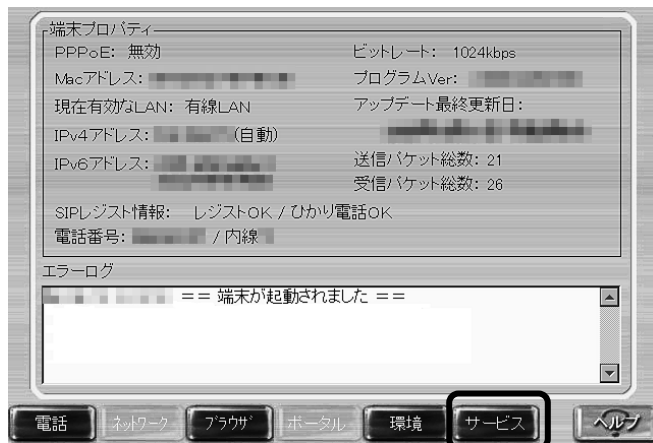 端末プロパティ
PPPoE: 無効
ビットレート: 1024kbps
Macアドレス:
プログラムVer:
現在有効なLAN: 有線LAN
アップデート最終更新日:
IPv4アドレス: (自動)
IPv6アドレス:
送信パケット総数: 21
受信パケット総数: 26
SIPレジスト情報: レジストOK / ひかり電話OK
電話番号: / 内線
エラーログ
== 端末が起動されました ==
電話 ネットワーク ブラウザ ポータル 環境 サービス ヘルプ